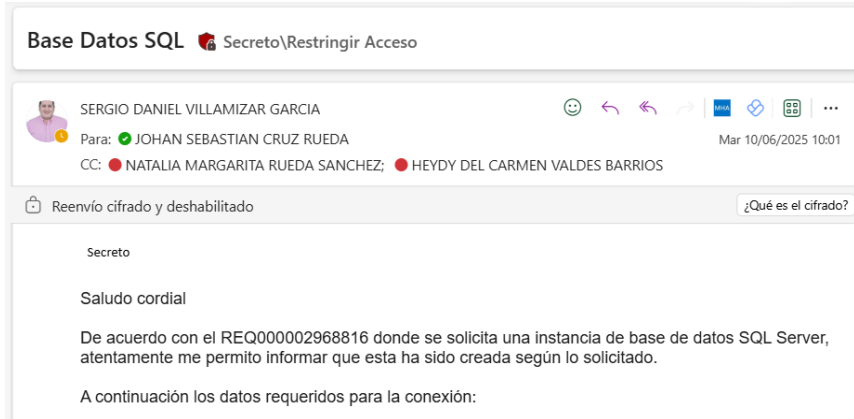 Base Datos SQL Secreto\Restringir Acceso
SERGIO DANIEL VILLAMIZAR GARCIA
MHA
Para: JOHAN SEBASTIAN CRUZ RUEDA
Mar 10/06/2025 10:01
CC: NATALIA MARGARITA RUEDA SANCHEZ; HEYDY DEL CARMEN VALDES BARRIOS
Reenvío cifrado y deshabilitado
¿Qué es el cifrado?
Secreto
Saludo cordial
De acuerdo con el REQ000002968816 donde se solicita una instancia de base de datos SQL Server,
atentamente me permito informar que esta ha sido creada según lo solicitado.
A continuación los datos requeridos para la conexión: